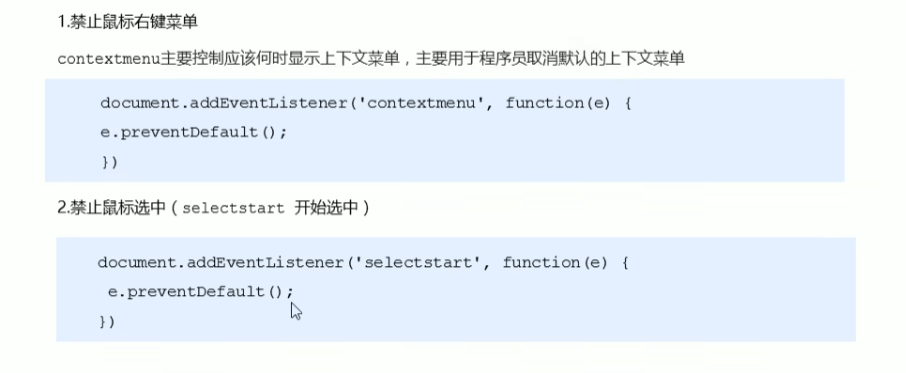 1.禁止鼠标右键菜单
contextmenu主要控制应该何时显示上下文菜单，主要用于程序员取消默认的上下文菜单
document.addEventListener('contextmenu', function(e) {
e.preventDefault();
})
2.禁止鼠标选中（selectstart 开始选中）
document.addEventListener('selectstart', function(e) {
e.preventDefault();
})